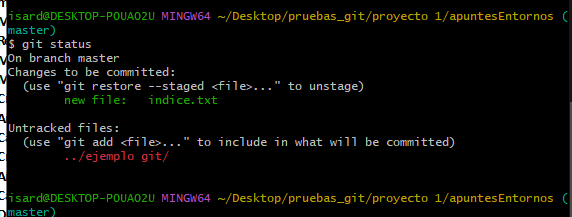 isard@DESKTOP-POUAO2U MINGW64 ~/Desktop/pruebas_git/proyecto 1/apuntesEntornos (
master)
$ git status
On branch master
Changes to be committed:
  (use "git restore --staged <file>..." to unstage)
        new file:   indice.txt

Untracked files:
  (use "git add <file>..." to include in what will be committed)
        ../ejemplo git/

isard@DESKTOP-POUAO2U MINGW64 ~/Desktop/pruebas_git/proyecto 1/apuntesEntornos (
master)